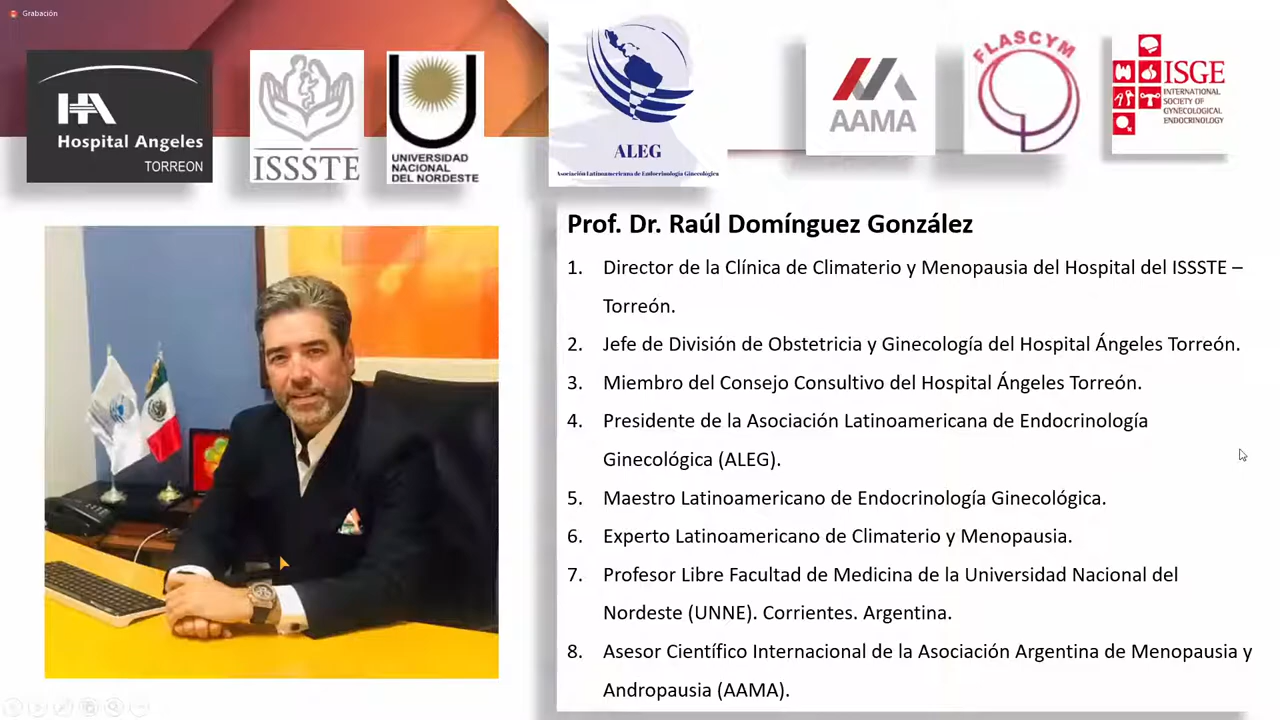 Grabación
Hospital Angeles
TORREON
ISSSTE
UNIVERSIDAD
NACIONAL
DEL NORDESTE
ALEG
Asociación Latinoamericana de Endocrinología Ginecológica
AAMA
FLASCYM
ISGE
INTERNATIONAL
SOCIETY OF
GYNECOLOGICAL
ENDOCRINOLOGY
Prof. Dr. Raúl Domínguez González
1. Director de la Clínica de Climaterio y Menopausia del Hospital del ISSSTE –
Torreón.
2. Jefe de División de Obstetricia y Ginecología del Hospital Ángeles Torreón.
3. Miembro del Consejo Consultivo del Hospital Ángeles Torreón.
4. Presidente de la Asociación Latinoamericana de Endocrinología
Ginecológica (ALEG).
5. Maestro Latinoamericano de Endocrinología Ginecológica.
6. Experto Latinoamericano de Climaterio y Menopausia.
7. Profesor Libre Facultad de Medicina de la Universidad Nacional del
Nordeste (UNNE). Corrientes. Argentina.
8. Asesor Científico Internacional de la Asociación Argentina de Menopausia y
Andropausia (AAMA).